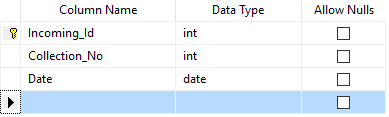 Column Name Data Type Allow Nulls
Incoming_Id int
Collection_No int
Date date